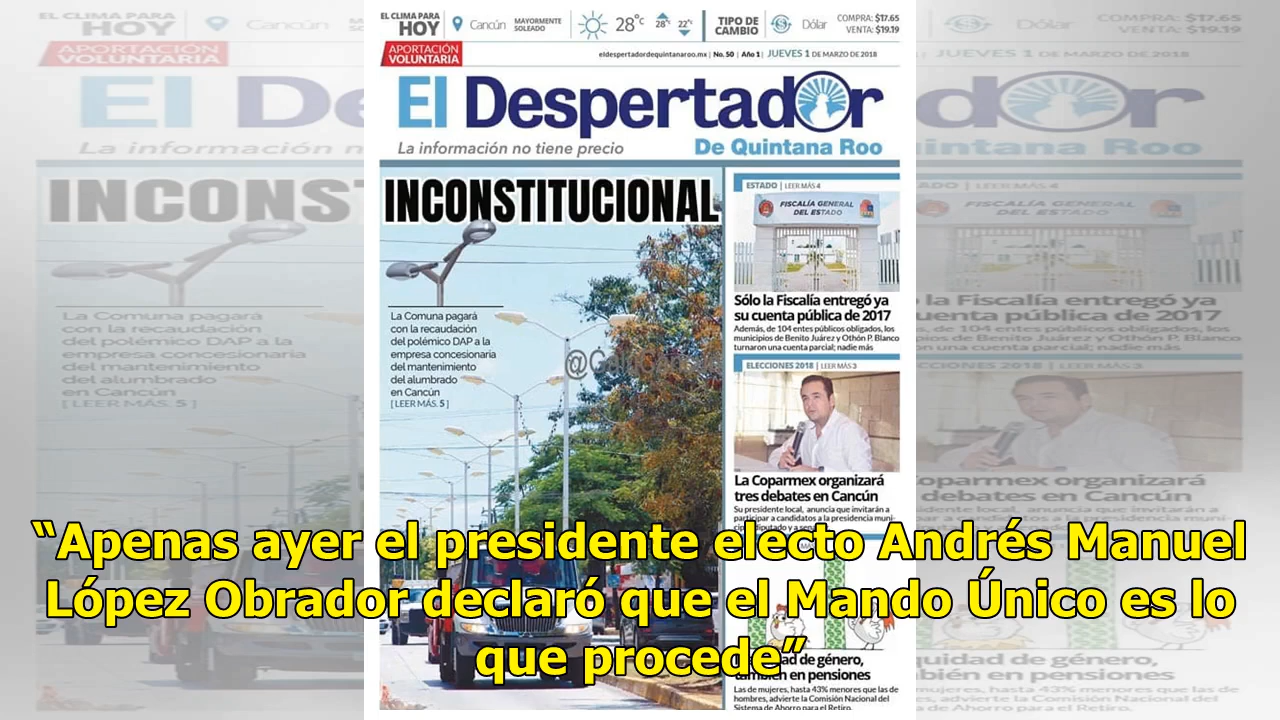 EL CLIMA PARA
HOY
Cancún
MAYORMENTE
SOLEADO
28°C
28°C
22°C
TIPO DE
CAMBIO
Dólar
COMPRA: $17.65
VENTA: $19.19
APORTACIÓN
VOLUNTARIA
eldespertadordequintanaroo.mx | No. 50 | Año 1 | JUEVES 1 DE MARZO DE 2018
El Despertador
La información no tiene precio
De Quintana Roo
INCONSTITUCIONAL
La Comuna pagará
con la recaudación
del polémico DAP a la
empresa concesionaria
del mantenimiento
del alumbrado
en Cancún
[ LEER MÁS. 5 ]
ESTADO | LEER MÁS 4
FISCALÍA GENERAL
DEL ESTADO
Sólo la Fiscalía entregó ya
su cuenta pública de 2017
Además, de 104 entes públicos obligados, los
municipios de Benito Juárez y Othón P. Blanco
turnaron una cuenta parcial; nadie más
ELECCIONES 2018 | LEER MÁS 3
La Coparmex organizará
tres debates en Cancún
Su presidente local, anuncia que invitarán a
participar a candidatos a la presidencia muni-
“Apenas ayer el presidente electo Andrés Manuel
López Obrador declaró que el Mando Único es lo
que procede”
de género,
también en pensiones
Las de mujeres, hasta 43% menores que las de
hombres, advierte la Comisión Nacional del
Sistema de Ahorro para el Retiro.